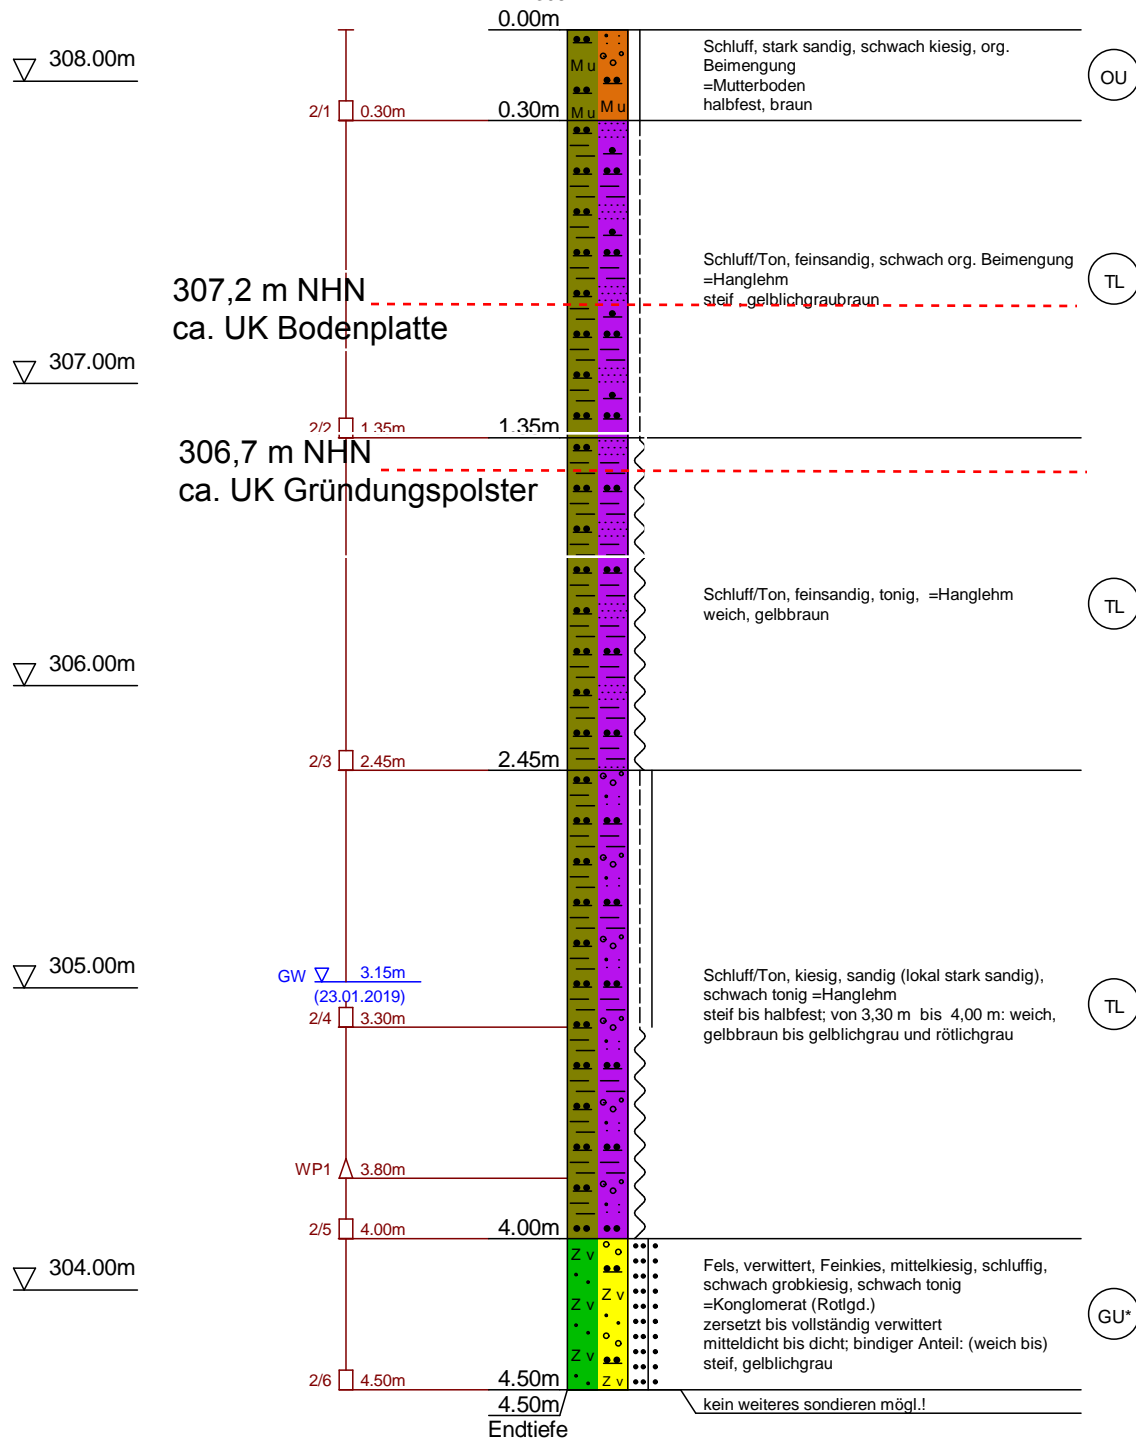 0.00m
308.00m
Schluff, stark sandig, schwach kiesig, org.
Beimengung
=Mutterboden
halbfest, braun
OU
Mu
Mu Mu
2/1 0.30m
0.30m
Schluff/Ton, feinsandig, schwach org. Beimengung
=Hanglehm
steif , gelblichgraubraun
TL
307,2 m NHN
ca. UK Bodenplatte
307.00m
2/2 1.35m
1.35m
306,7 m NHN
ca. UK Gründungspolster
Schluff/Ton, feinsandig, tonig, =Hanglehm
weich, gelbbraun
TL
306.00m
2/3 2.45m
2.45m
305.00m
GW 3.15m
(23.01.2019)
2/4 3.30m
Schluff/Ton, kiesig, sandig (lokal stark sandig),
schwach tonig =Hanglehm
steif bis halbfest; von 3,30 m bis 4,00 m: weich,
gelbbraun bis gelblichgrau und rötlichgrau
TL
WP1 3.80m
2/5 4.00m
4.00m
304.00m
Zv
Zv Zv
Zv
Zv
Fels, verwittert, Feinkies, mittelkiesig, schluffig,
schwach grobkiesig, schwach tonig
=Konglomerat (Rotlgd.)
zersetzt bis vollständig verwittert
mitteldicht bis dicht; bindiger Anteil: (weich bis)
steif, gelblichgrau
GU*
2/6 4.50m
4.50m
4.50m
Endtiefe
kein weiteres sondieren mögl.!